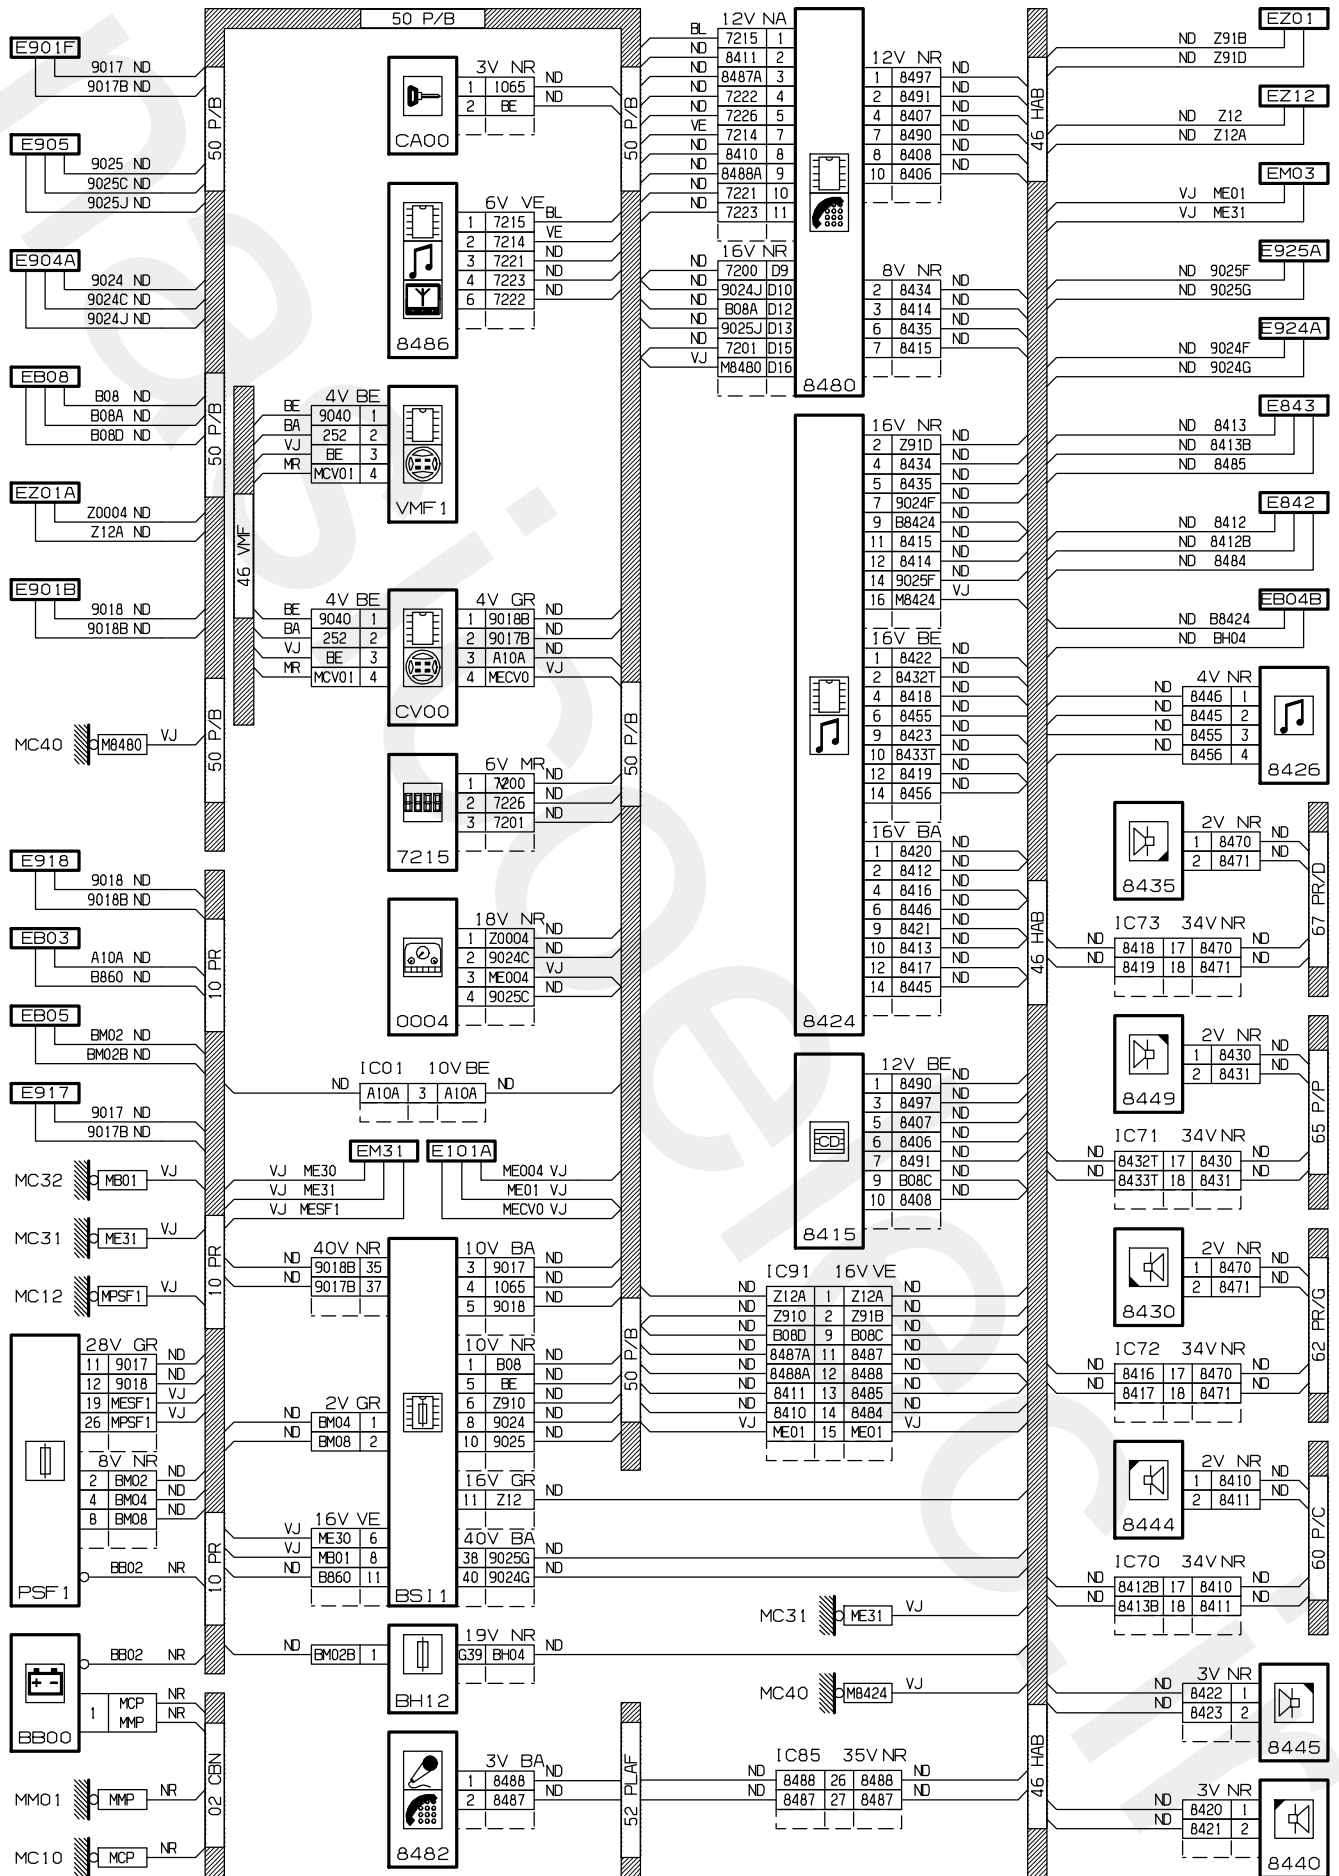 50 P/B
E901F
9017 ND
9017B ND
E905
9025 ND
9025C ND
9025J ND
E904A
9024 ND
9024C ND
9024J ND
EB08
B08 ND
B08A ND
B08D ND
EZ01A
Z0004 ND
Z12A ND
E901B
9018 ND
9018B ND
MC40 M8480 VJ
50 P/B
50 P/B
50 P/B
46 VMF
E918
9018 ND
9018B ND
EB03
A10A ND
B860 ND
EB05
BM02 ND
BM02B ND
E917
9017 ND
9017B ND
MC32 MB01 VJ
MC31 ME31 VJ
MC12 MPSF1 VJ
10 PR
10 PR
10 PR
28V GR
11 9017 ND
12 9018 ND
19 MESF1 VJ
26 MPSF1 VJ
8V NR
2 BM02 ND
4 BM04 ND
8 BM08 ND
BB02 NR
PSF1
BB02 NR
1 MCP NR
MMP NR
BB00
MM01 MMP NR
MC10 MCP NR
02 CBN
3V NR
1 1065 ND
2 BE ND
CA00
6V VE
1 7215 BL
2 7214 VE
3 7221 ND
4 7223 ND
6 7222 ND
8486
4V BE
BE 9040 1
BA 252 2
VJ BE 3
MR MCV01 4
VMF1
4V BE
BE 9040 1
BA 252 2
VJ BE 3
MR MCV01 4
4V GR
1 9018B ND
2 9017B ND
3 A10A ND
4 MECV0 VJ
CV00
6V MR
1 7200 ND
2 7226 ND
3 7201 ND
7215
18V NR
1 Z0004 ND
2 9024C ND
3 ME004 VJ
4 9025C ND
0004
IC01 10V BE
ND A10A 3 A10A ND
EM31
VJ ME30
VJ ME31
VJ MESF1
E101A
ME004 VJ
ME01 VJ
MECV0 VJ
40V NR
ND 9018B 35
ND 9017B 37
10V BA
3 9017 ND
4 1065 ND
5 9018 ND
10V NR
1 B08 ND
5 BE ND
6 Z910 ND
8 9024 ND
10 9025 ND
2V GR
ND BM04 1
ND BM08 2
16V GR
11 Z12 ND
16V VE
VJ ME30 6
VJ MB01 8
ND B860 11
40V BA
38 9025G ND
40 9024G ND
BSI1
ND BM02B 1
19V NR
G39 BH04 ND
BH12
3V BA
1 8488 ND
2 8487 ND
8482
50 P/B
50 P/B
50 P/B
52 PLAF
12V NA
BL 7215 1
ND 8411 2
ND 8487A 3
ND 7222 4
ND 7226 5
VE 7214 7
ND 8410 8
ND 8488A 9
ND 7221 10
ND 7223 11
16V NR
ND 7200 D9
ND 9024J D10
ND B08A D12
ND 9025J D13
ND 7201 D15
VJ M8480 D16
12V NR
1 8497 ND
2 8491 ND
4 8407 ND
7 8490 ND
8 8408 ND
10 8406 ND
8V NR
2 8434 ND
3 8414 ND
6 8435 ND
7 8415 ND
8480
16V NR
2 Z91D ND
4 8434 ND
5 8435 ND
7 9024F ND
9 B8424 ND
11 8415 ND
12 8414 ND
14 9025F ND
16 M8424 VJ
16V BE
1 8422 ND
2 8432T ND
4 8418 ND
6 8455 ND
9 8423 ND
10 8433T ND
12 8419 ND
14 8456 ND
16V BA
1 8420 ND
2 8412 ND
4 8416 ND
6 8446 ND
9 8421 ND
10 8413 ND
12 8417 ND
14 8445 ND
8424
12V BE
1 8490 ND
3 8497 ND
5 8407 ND
6 8406 ND
7 8491 ND
9 B08C ND
10 8408 ND
CD
8415
IC91 16V VE
ND Z12A 1 Z12A ND
ND Z910 2 Z91B ND
ND B08D 9 B08C ND
ND 8487A 11 8487 ND
ND 8488A 12 8488 ND
ND 8411 13 8485 ND
ND 8410 14 8484 ND
VJ ME01 15 ME01 VJ
MC31 ME31 VJ
MC40 M8424 VJ
IC85 35V NR
ND 8488 26 8488 ND
ND 8487 27 8487 ND
46 HAB
46 HAB
46 HAB
EZ01
ND Z91B
ND Z91D
EZ12
ND Z12
ND Z12A
EM03
VJ ME01
VJ ME31
E925A
ND 9025F
ND 9025G
E924A
ND 9024F
ND 9024G
E843
ND 8413
ND 8413B
ND 8485
E842
ND 8412
ND 8412B
ND 8484
EB04B
ND B8424
ND BH04
4V NR
ND 8446 1
ND 8445 2
ND 8455 3
ND 8456 4
8426
2V NR
1 8470 ND
2 8471 ND
8435
IC73 34V NR
ND 8418 17 8470 ND
ND 8419 18 8471 ND
67 PR/D
2V NR
1 8430 ND
2 8431 ND
8449
IC71 34V NR
ND 8432T 17 8430 ND
ND 8433T 18 8431 ND
65 P/P
2V NR
1 8470 ND
2 8471 ND
8430
IC72 34V NR
ND 8416 17 8470 ND
ND 8417 18 8471 ND
62 PR/G
2V NR
1 8410 ND
2 8411 ND
8444
IC70 34V NR
ND 8412B 17 8410 ND
ND 8413B 18 8411 ND
60 P/C
3V NR
ND 8422 1
ND 8423 2
8445
3V NR
ND 8420 1
ND 8421 2
8440